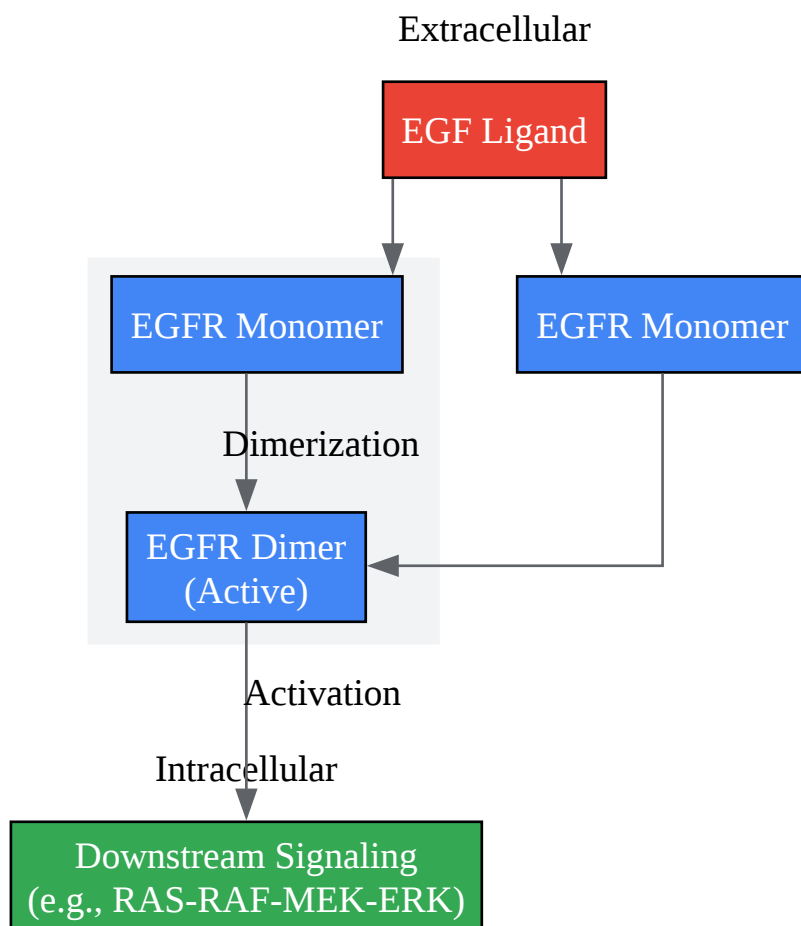 Extracellular
EGF Ligand
EGFR Monomer
EGFR Monomer
Dimerization
EGFR Dimer
(Active)
Activation
Intracellular
Downstream Signaling
(e.g., RAS-RAF-MEK-ERK)